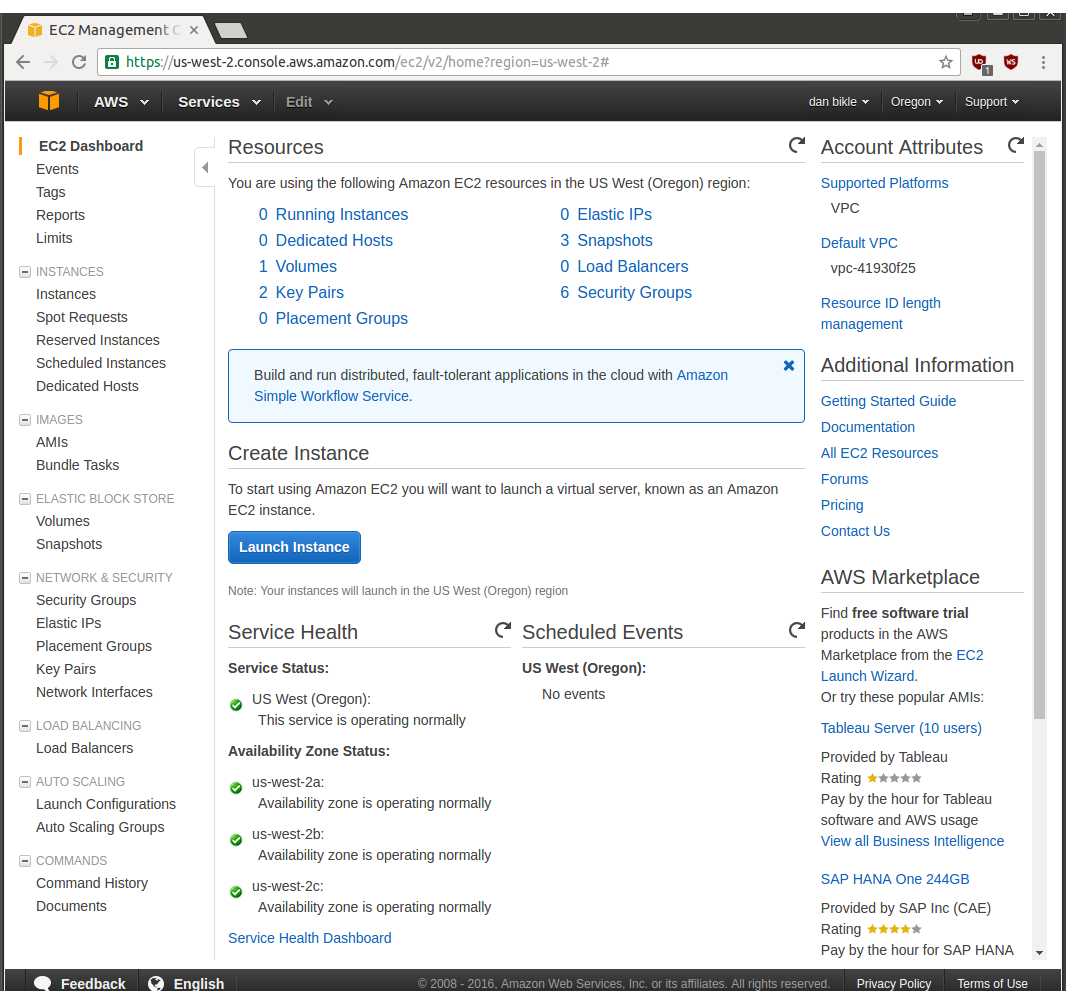 EC2 Management C
https://us-west-2.console.aws.amazon.com/ec2/v2/home?region=us-west-2#
1
AWS
Services
Edit
dan bikle
Oregon
Support
EC2 Dashboard
Events
Tags
Reports
Limits
INSTANCES
Instances
Spot Requests
Reserved Instances
Scheduled Instances
Dedicated Hosts
IMAGES
AMIs
Bundle Tasks
ELASTIC BLOCK STORE
Volumes
Snapshots
NETWORK & SECURITY
Security Groups
Elastic IPs
Placement Groups
Key Pairs
Network Interfaces
LOAD BALANCING
Load Balancers
AUTO SCALING
Launch Configurations
Auto Scaling Groups
COMMANDS
Command History
Documents
Resources
You are using the following Amazon EC2 resources in the US West (Oregon) region:
0 Running Instances
0 Elastic IPs
0 Dedicated Hosts
3 Snapshots
1 Volumes
0 Load Balancers
2 Key Pairs
6 Security Groups
0 Placement Groups
Build and run distributed, fault-tolerant applications in the cloud with Amazon
Simple Workflow Service.
Create Instance
To start using Amazon EC2 you will want to launch a virtual server, known as an Amazon
EC2 instance.
Launch Instance
Note: Your instances will launch in the US West (Oregon) region
Service Health
Service Status:
US West (Oregon):
This service is operating normally
Availability Zone Status:
us-west-2a:
Availability zone is operating normally
us-west-2b:
Availability zone is operating normally
us-west-2c:
Availability zone is operating normally
Service Health Dashboard
Scheduled Events
US West (Oregon):
No events
Account Attributes
Supported Platforms
VPC
Default VPC
vpc-41930f25
Resource ID length
management
Additional Information
Getting Started Guide
Documentation
All EC2 Resources
Forums
Pricing
Contact Us
AWS Marketplace
Find free software trial
products in the AWS
Marketplace from the EC2
Launch Wizard.
Or try these popular AMIs:
Tableau Server (10 users)
Provided by Tableau
Rating
Pay by the hour for Tableau
software and AWS usage
View all Business Intelligence
SAP HANA One 244GB
Provided by SAP Inc (CAE)
Rating
Pay by the hour for SAP HANA
Feedback
English
© 2008 - 2016, Amazon Web Services, Inc. or its affiliates. All rights reserved.
Privacy Policy
Terms of Use